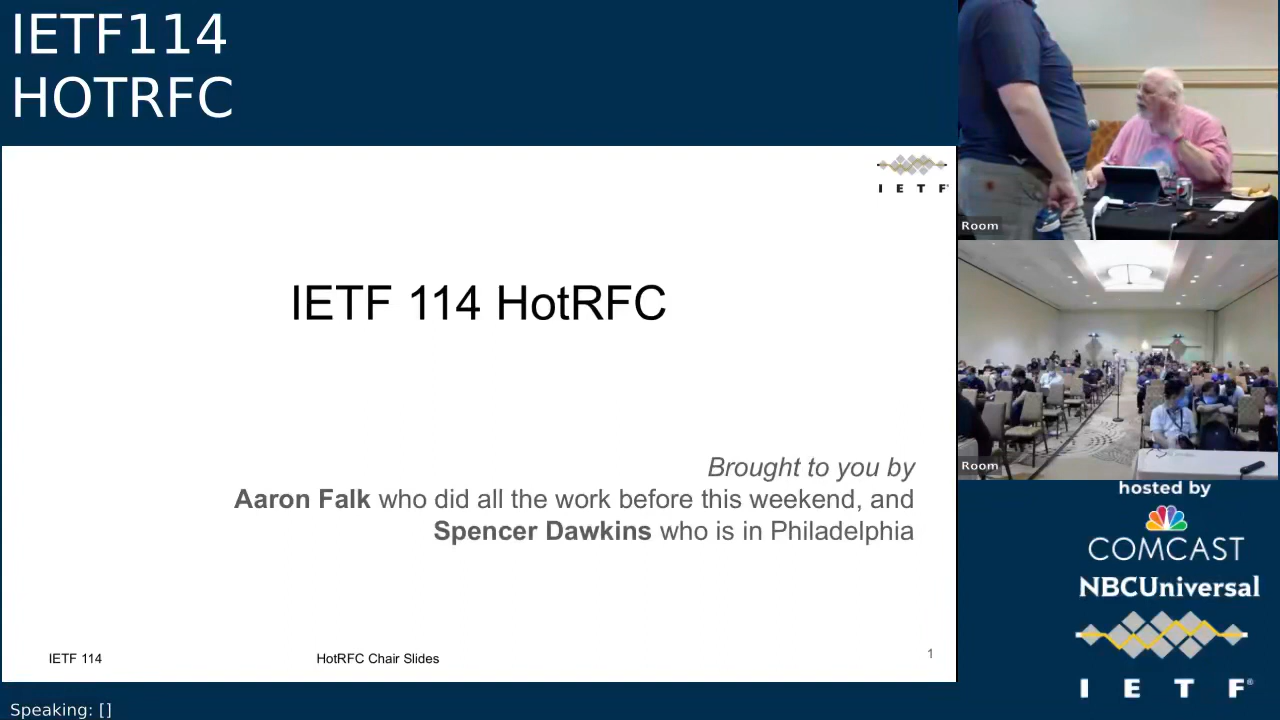 IETF114
HOTRFC
I E T F
IETF 114 HotRFC
Brought to you by
Aaron Falk who did all the work before this weekend, and
Spencer Dawkins who is in Philadelphia
IETF 114
HotRFC Chair Slides
1
Room
Room
hosted by
COMCAST
NBCUniversal
I E T F®
Speaking: []